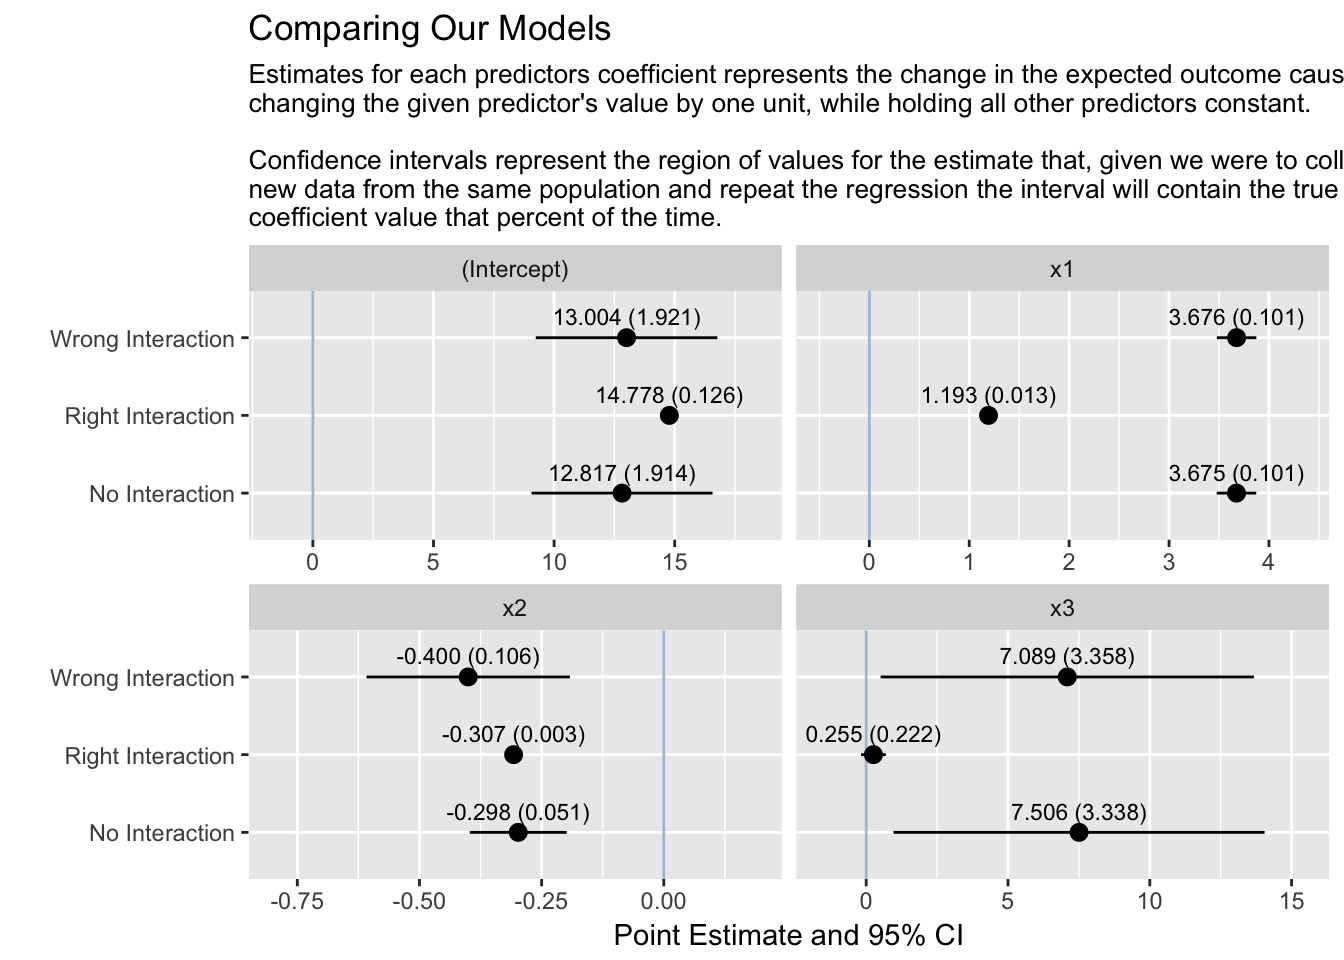 Comparing Our Models
Estimates for each predictors coefficient represents the change in the expected outcome caus
changing the given predictor's value by one unit, while holding all other predictors constant.
Confidence intervals represent the region of values for the estimate that, given we were to coll
new data from the same population and repeat the regression the interval will contain the true
coefficient value that percent of the time.
(Intercept)
x1
Wrong Interaction
13.004 (1.921)
3.676 (0.101)
Right Interaction
14.778 (0.126)
1.193 (0.013)
No Interaction
12.817 (1.914)
3.675 (0.101)
0 5 10 15
0 1 2 3 4
x2
x3
Wrong Interaction
-0.400 (0.106)
7.089 (3.358)
Right Interaction
-0.307 (0.003)
0.255 (0.222)
No Interaction
-0.298 (0.051)
7.506 (3.338)
-0.75 -0.50 -0.25 0.00
0 5 10 15
Point Estimate and 95% CI